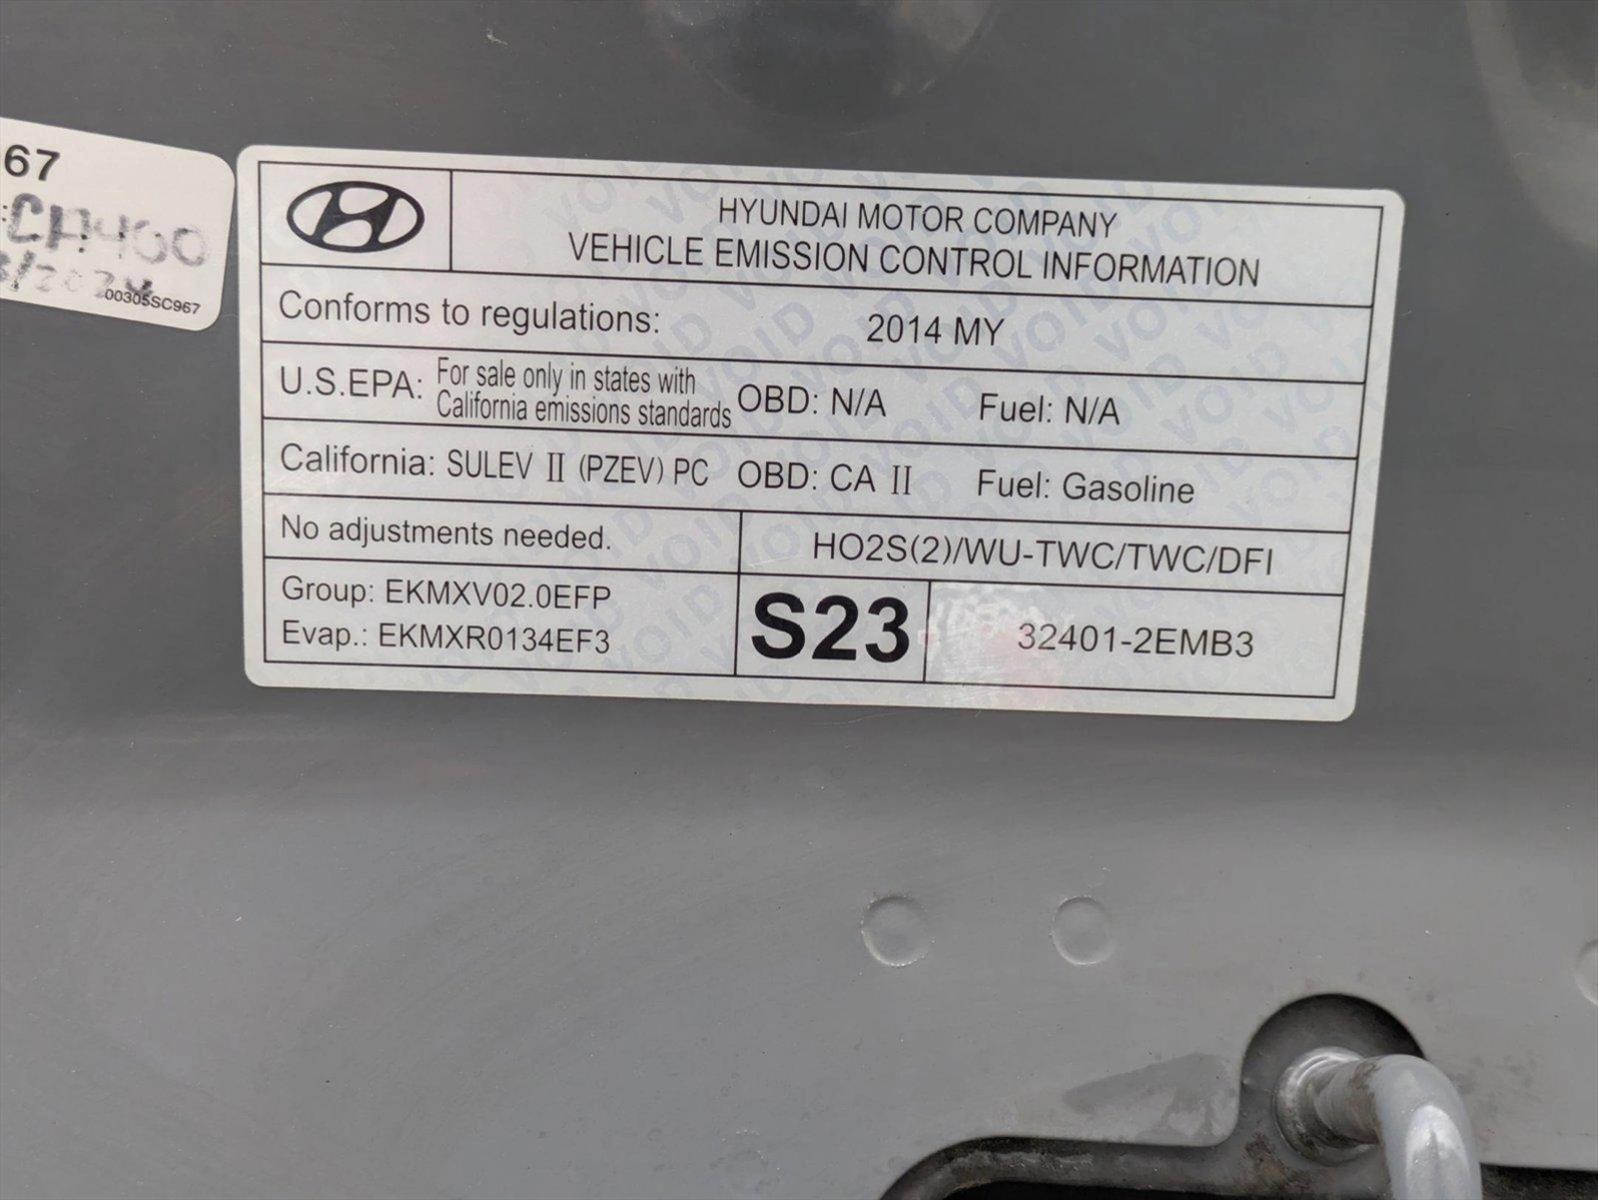 67
CA400
00305SC967
HYUNDAI MOTOR COMPANY
VEHICLE EMISSION CONTROL INFORMATION
Conforms to regulations: 2014 MY
U.S.EPA: For sale only in states with California emissions standards OBD: N/A Fuel: N/A
California: SULEV II (PZEV) PC OBD: CA II Fuel: Gasoline
No adjustments needed.
HO2S(2)/WU-TWC/TWC/DFI
Group: EKMXV02.0EFP
Evap.: EKMXR0134EF3
S23
32401-2EMB3